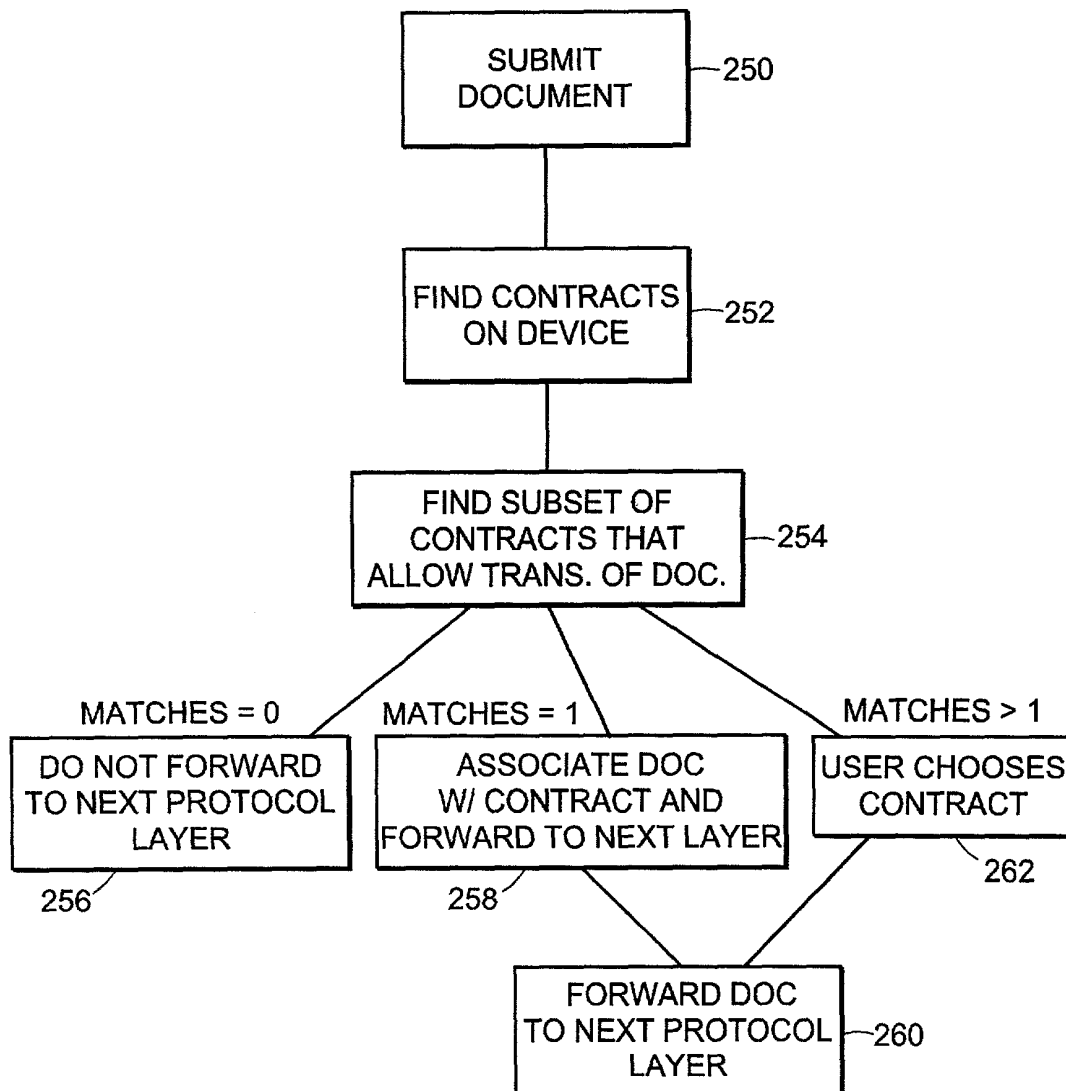 SUBMIT
DOCUMENT
250
FIND CONTRACTS
ON DEVICE
252
FIND SUBSET OF
CONTRACTS THAT
ALLOW TRANS. OF DOC.
254
MATCHES = 0
DO NOT FORWARD
TO NEXT PROTOCOL
LAYER
256
MATCHES = 1
ASSOCIATE DOC
W/ CONTRACT AND
FORWARD TO NEXT LAYER
258
MATCHES > 1
USER CHOOSES
CONTRACT
262
FORWARD DOC
TO NEXT PROTOCOL
LAYER
260